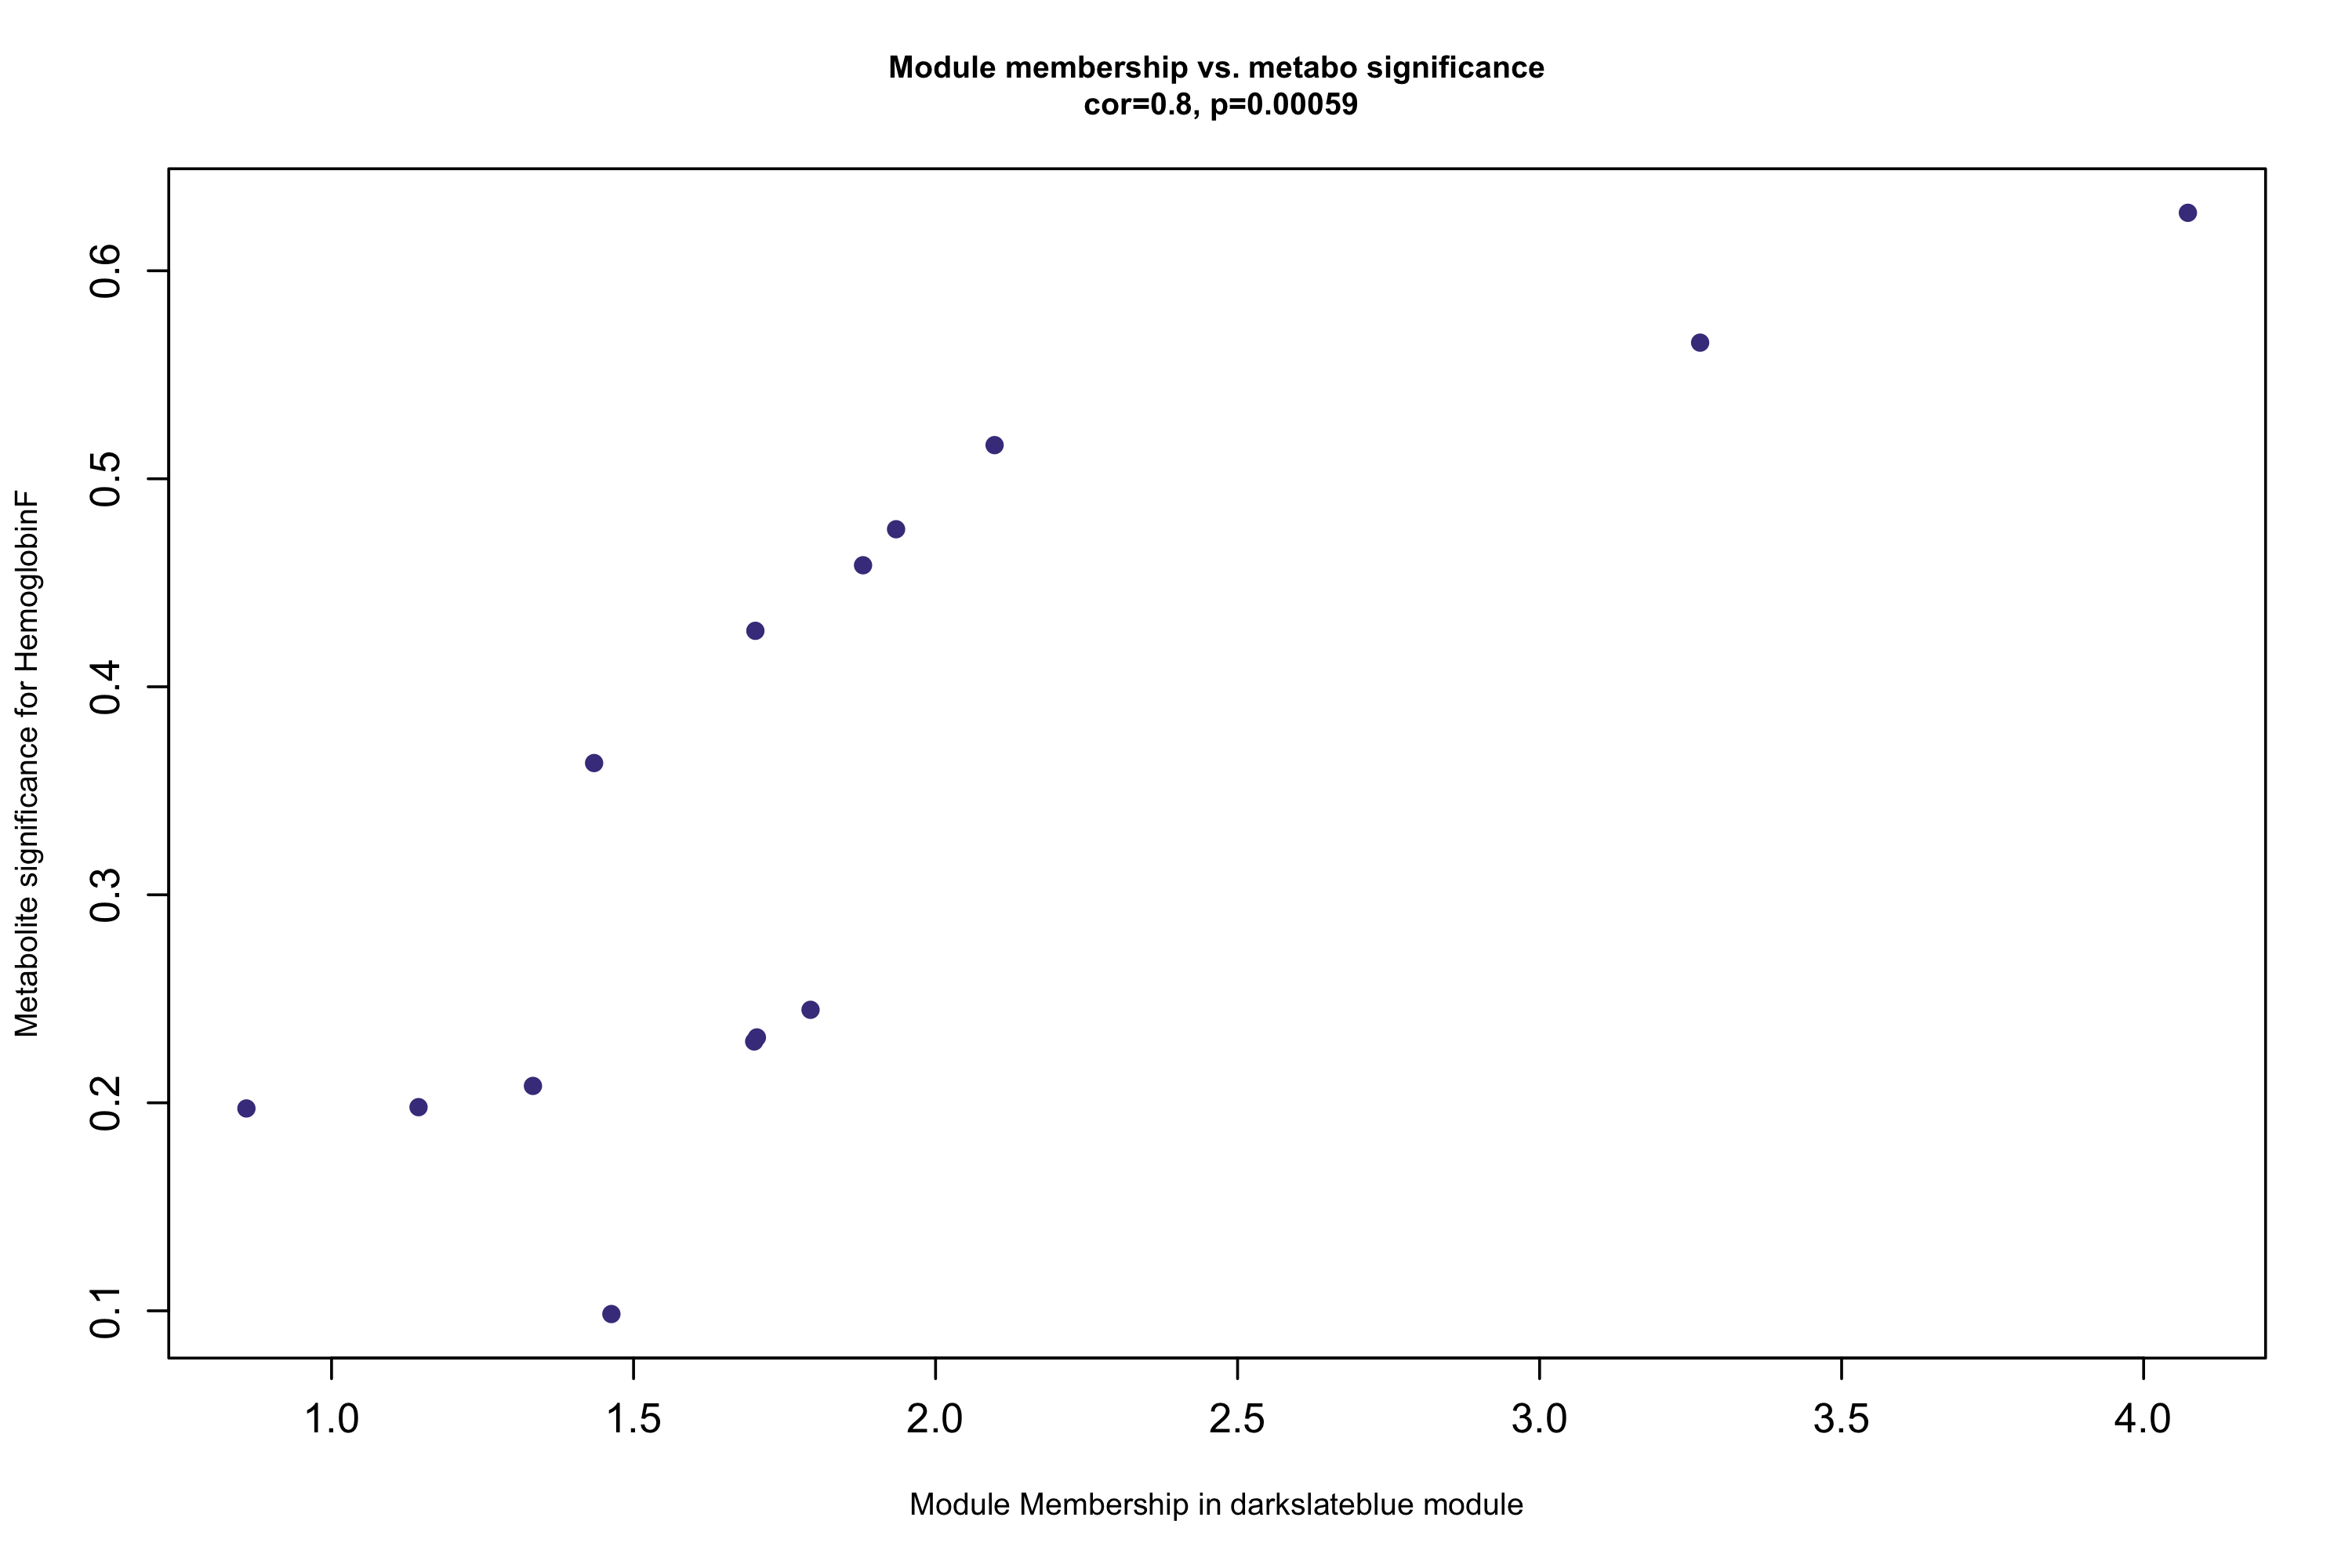 Module membership vs. metabo significance
cor=0.8, p=0.00059
Metabolite significance for HemoglobinF
0.6
0.5
0.4
0.3
0.2
0.1
1.0 1.5 2.0 2.5 3.0 3.5 4.0
Module Membership in darkslateblue module